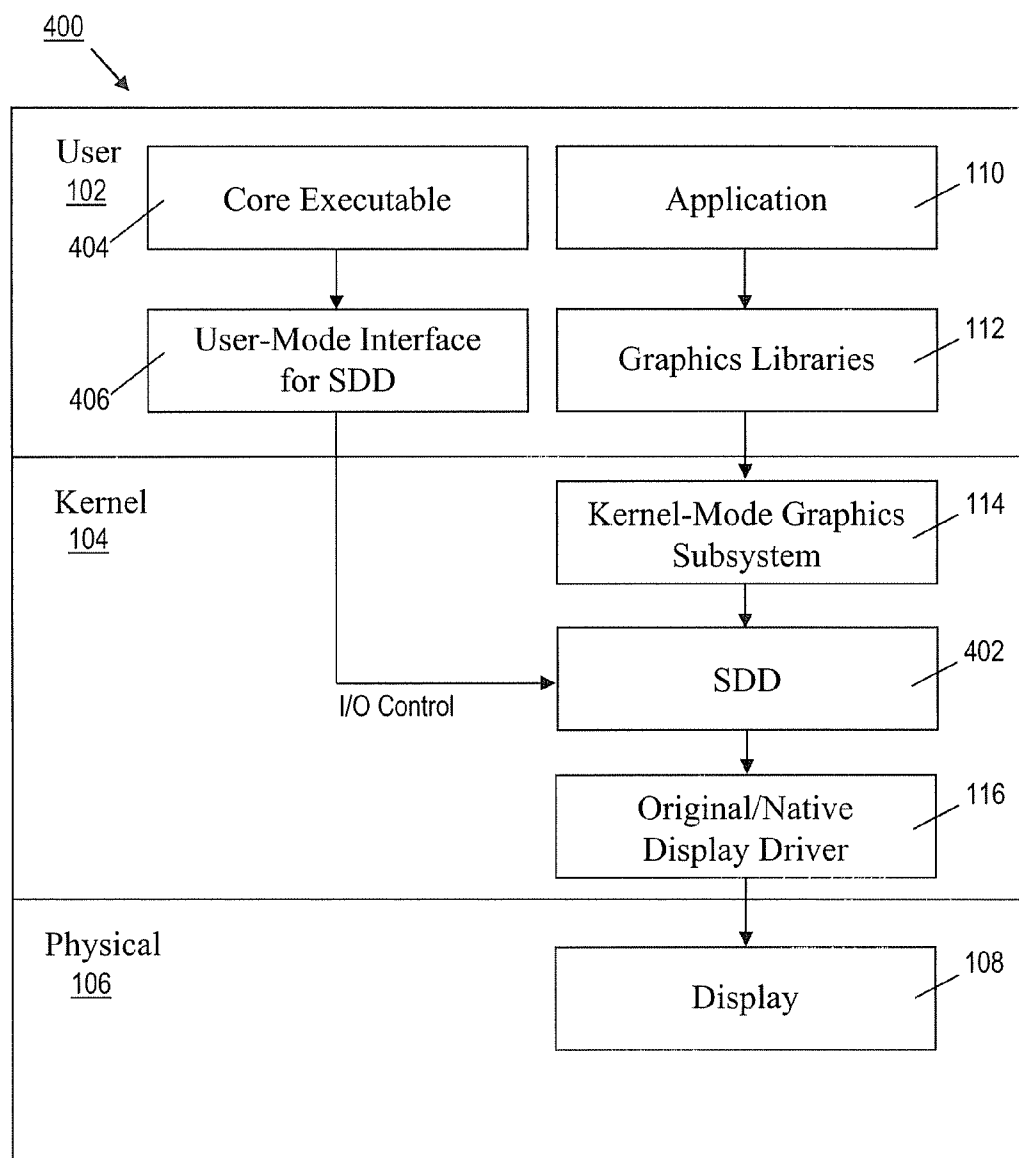 400
User
102
Core Executable
404
Application
110
User-Mode Interface
for SDD
406
Graphics Libraries
112
Kernel
104
Kernel-Mode Graphics
Subsystem
114
SDD
402
I/O Control
Original/Native
Display Driver
116
Physical
106
Display
108